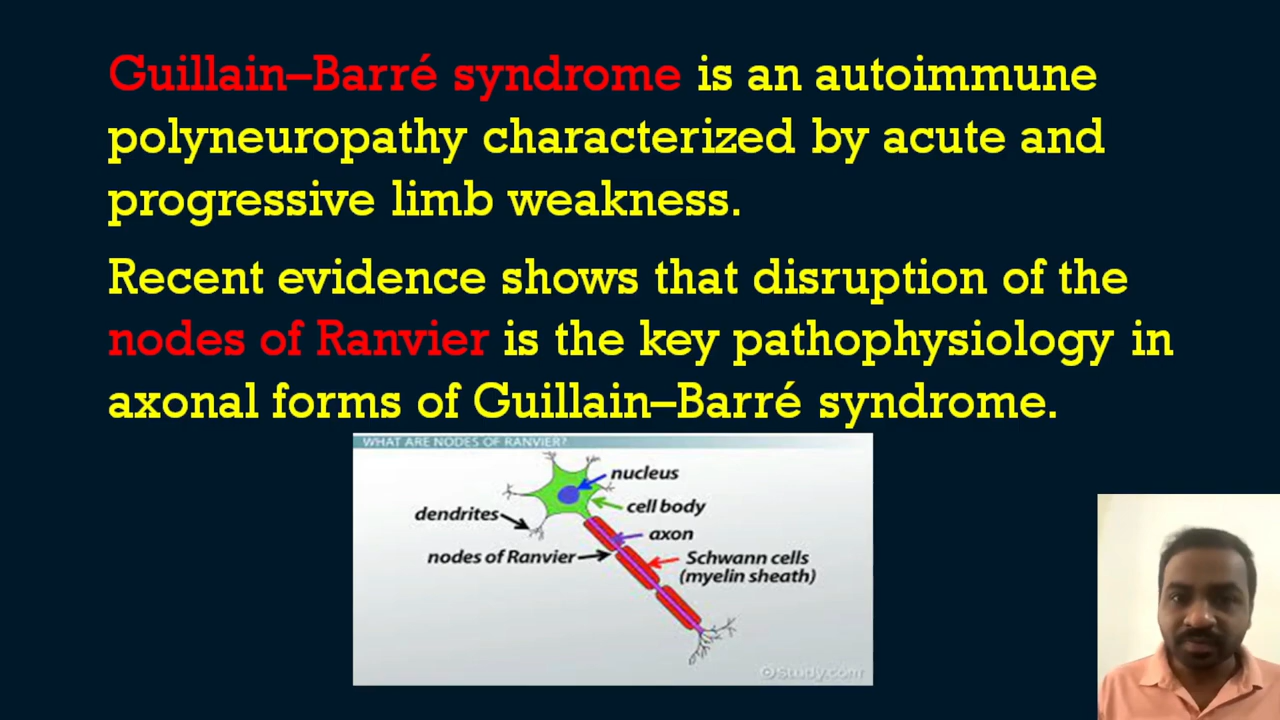 Guillain–Barré syndrome is an autoimmune
polyneuropathy characterized by acute and
progressive limb weakness.
Recent evidence shows that disruption of the
nodes of Ranvier is the key pathophysiology in
axonal forms of Guillain–Barré syndrome.
WHAT ARE NODES OF RANVIER?
nucleus
cell body
dendrites
axon
nodes of Ranvier
Schwann cells
(myelin sheath)
©Study.com